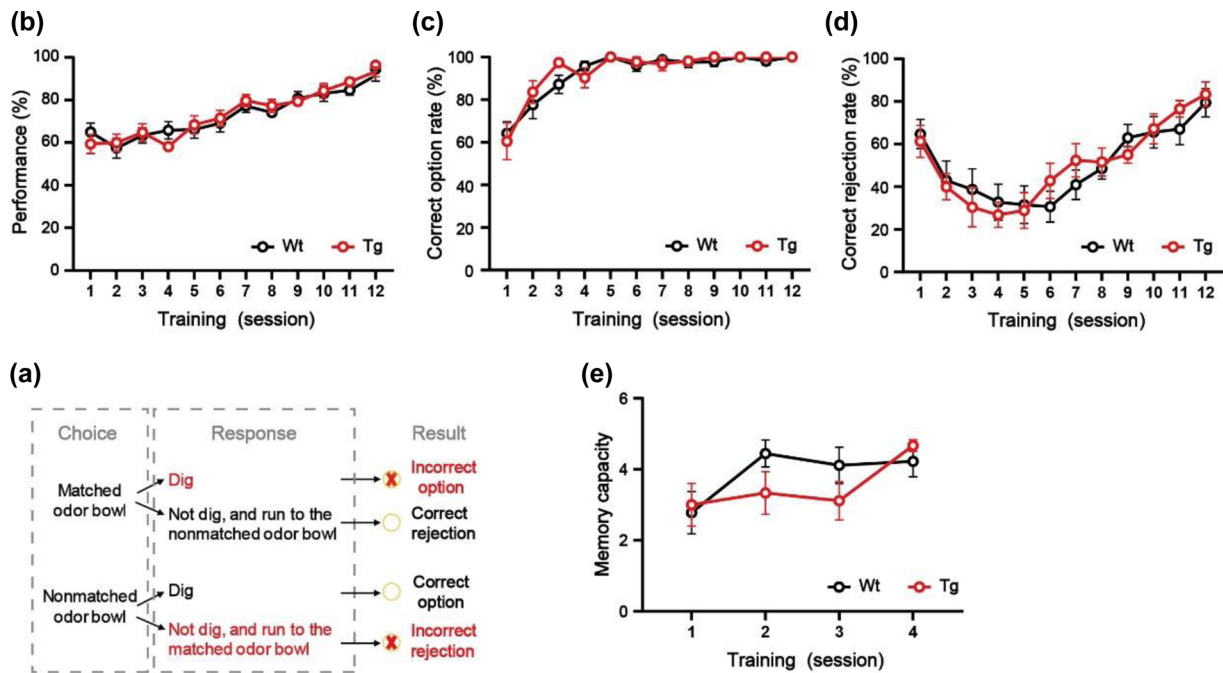 (b)
Performance (%)
100
80
60
40
20
0
Wt
Tg
1 2 3 4 5 6 7 8 9 10 11 12
Training (session)
(c)
Correct option rate (%)
100
80
60
40
20
0
Wt
Tg
1 2 3 4 5 6 7 8 9 10 11 12
Training (session)
(d)
Correct rejection rate (%)
100
80
60
40
20
0
Wt
Tg
1 2 3 4 5 6 7 8 9 10 11 12
Training (session)
(a)
Choice
Response
Result
Matched
odor bowl
Dig
Incorrect
option
Not dig, and run to the
nonmatched odor bowl
Correct
rejection
Nonmatched
odor bowl
Dig
Correct
option
Not dig, and run to the
matched odor bowl
Incorrect
rejection
(e)
Memory capacity
6
4
2
0
Wt
Tg
1 2 3 4
Training (session)